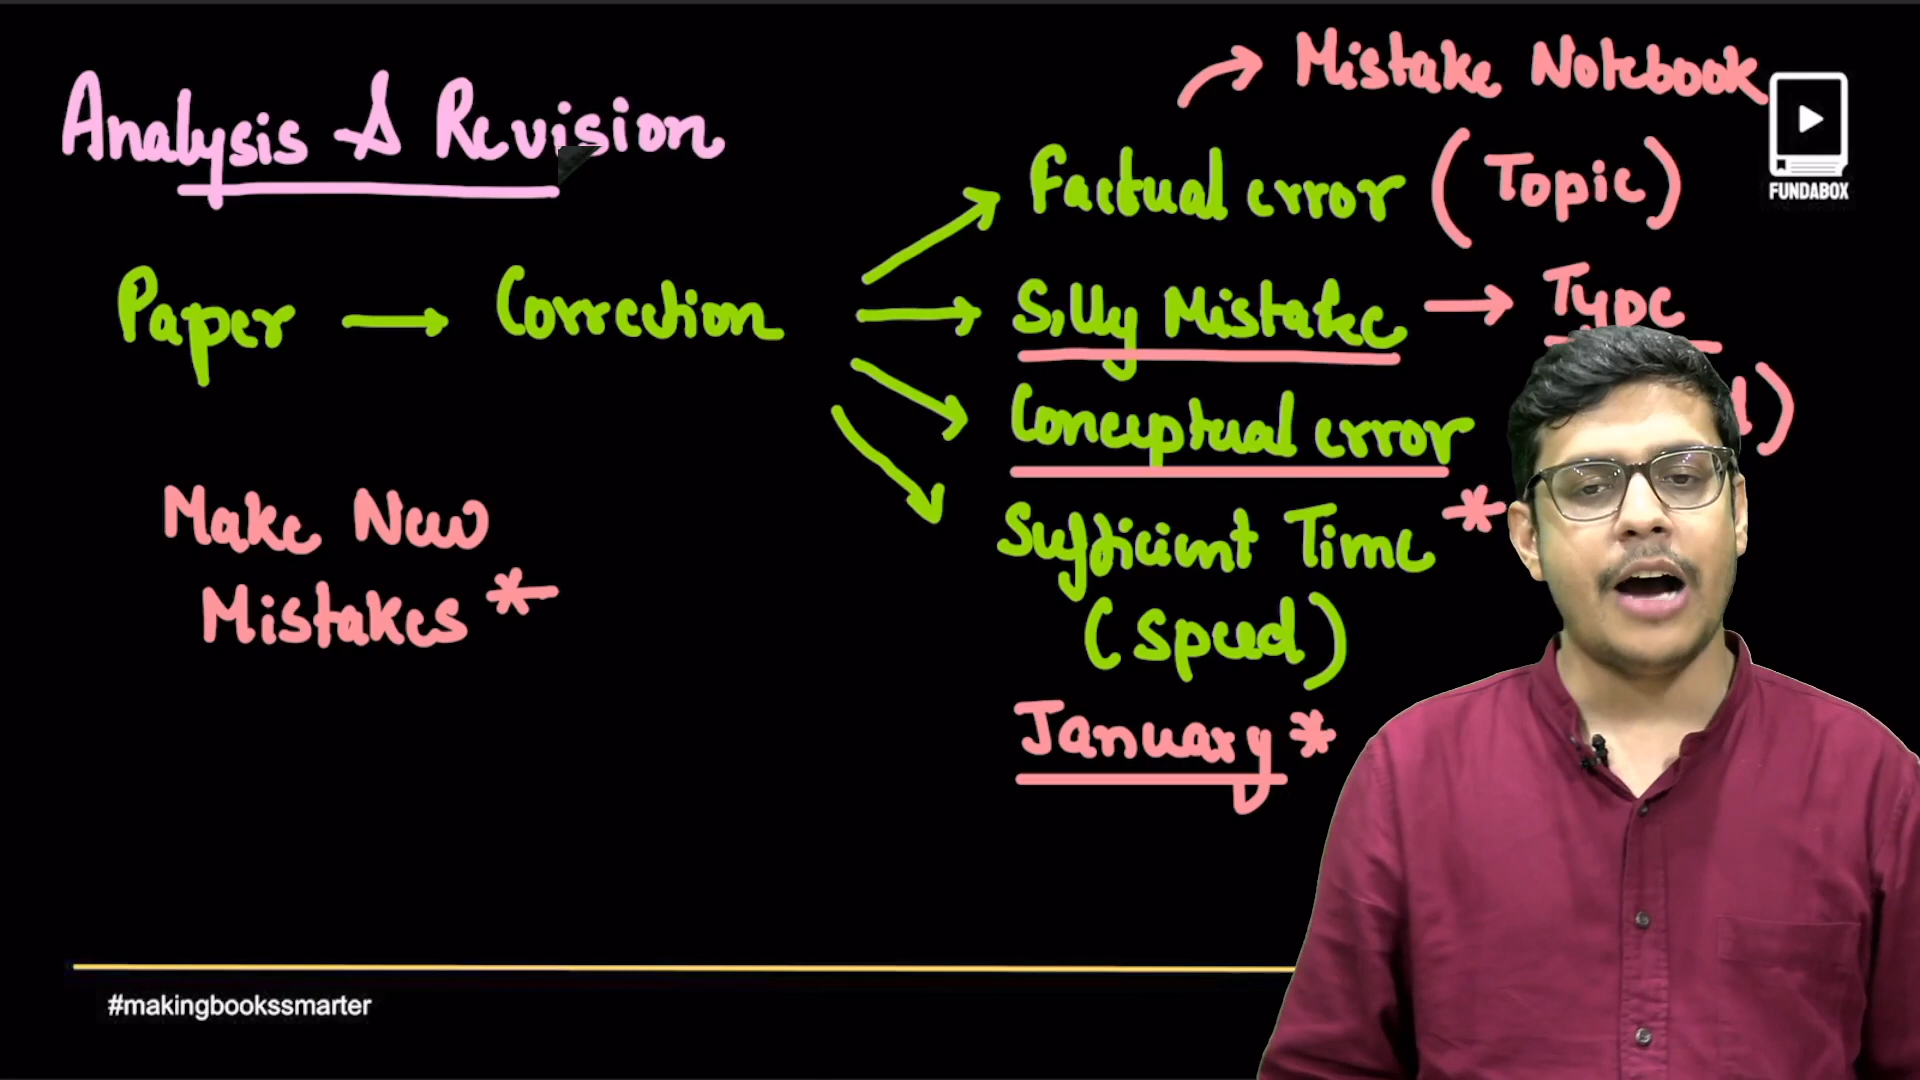 Analysis & Revision
Paper → Correction
Make New
Mistakes *
→ Mistake Notebook
Factual error (Topic)
Silly Mistake → Type
Conceptual error
Sufficient Time *
(Speed)
January *
FUNDABOX
#makingbookssmarter